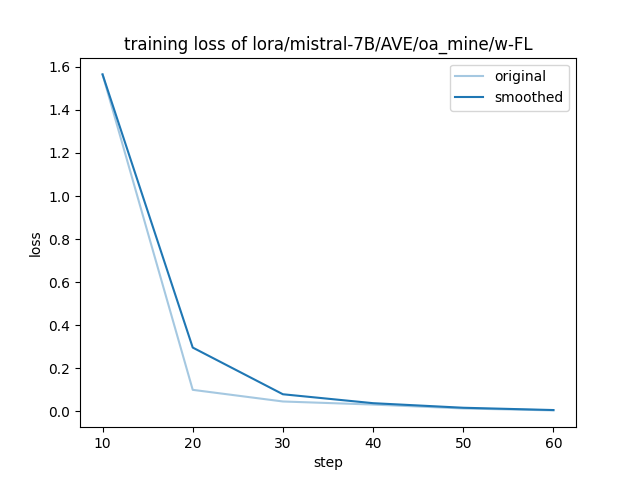 training loss of lora/mistral-7B/AVE/oa_mine/w-FL
original
smoothed
1.6
1.4
1.2
1.0
0.8
0.6
0.4
0.2
0.0
loss
10 20 30 40 50 60
step